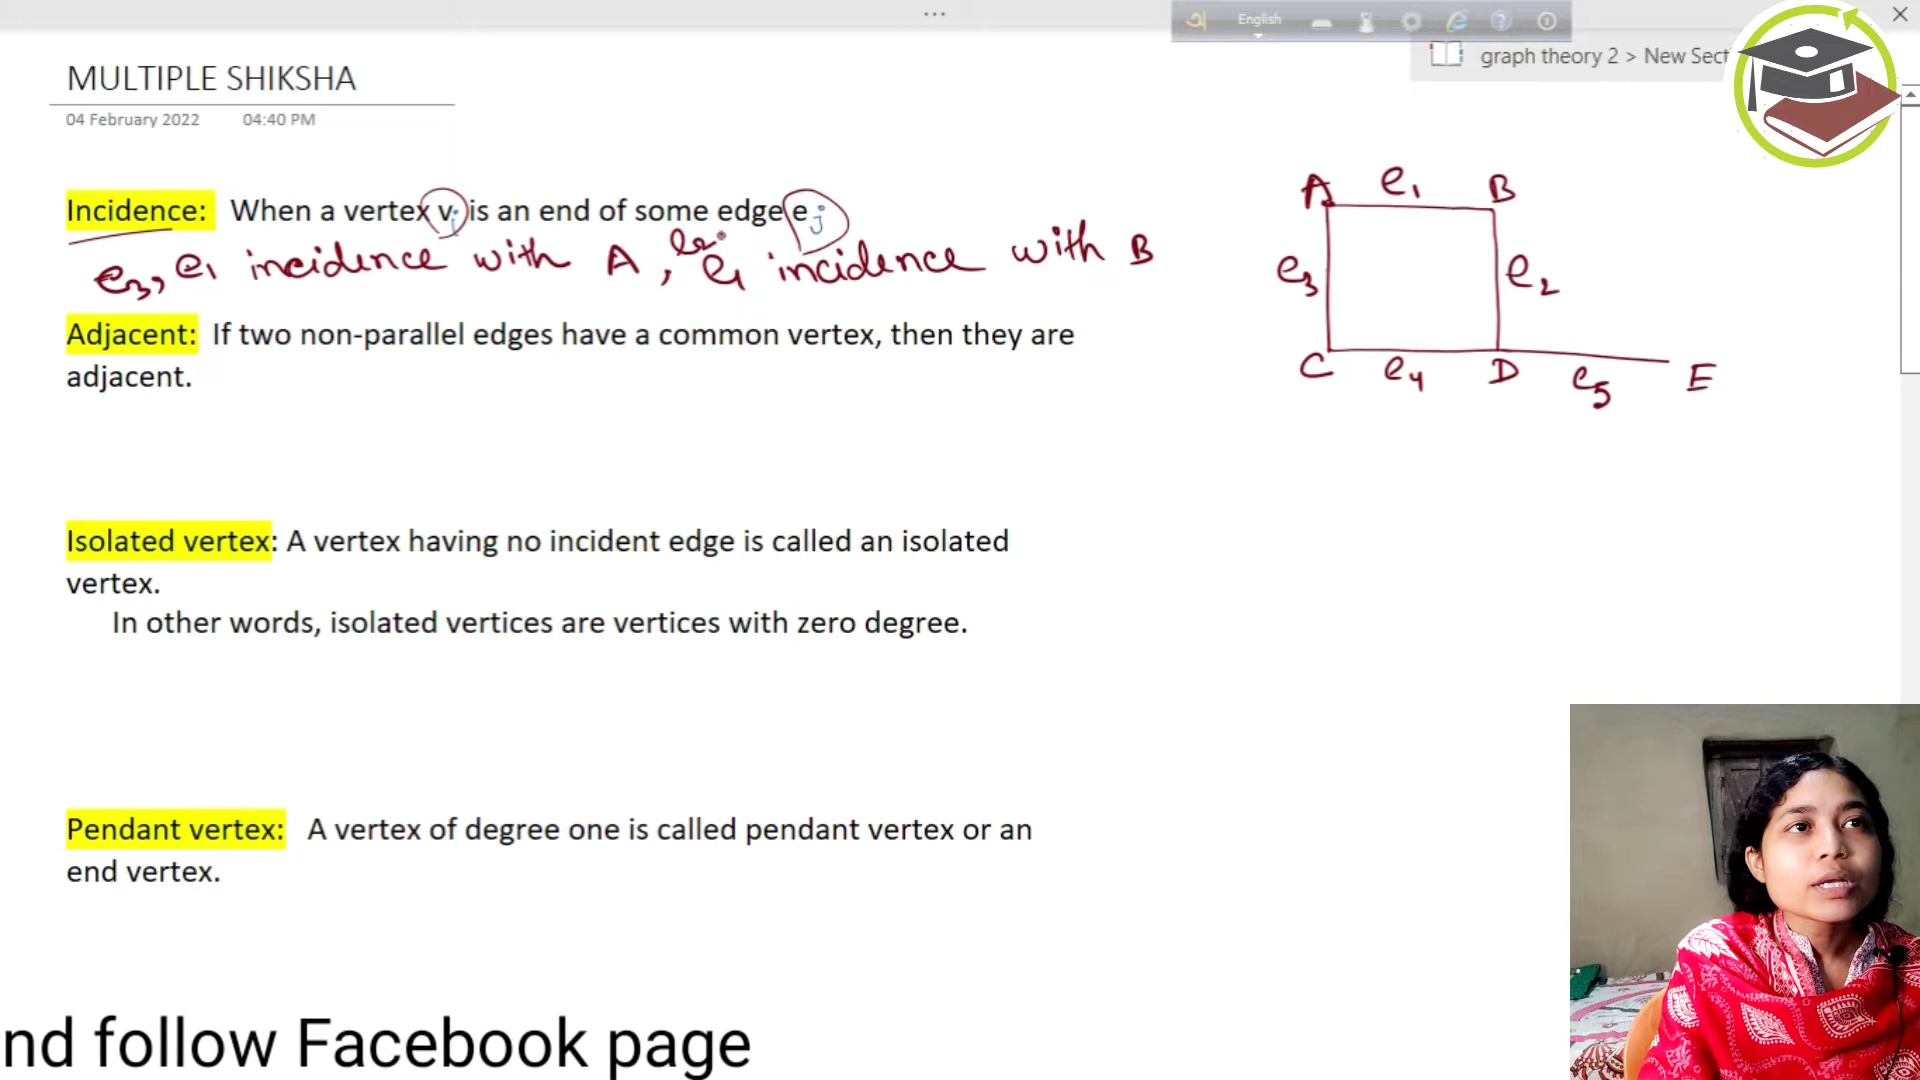 English
graph theory 2 > New Sect
MULTIPLE SHIKSHA
04 February 2022 04:40 PM
Incidence: When a vertex vi is an end of some edge ej
e3, e1 incidence with A, e2, e1 incidence with B
Adjacent: If two non-parallel edges have a common vertex, then they are
adjacent.
Isolated vertex: A vertex having no incident edge is called an isolated
vertex.
In other words, isolated vertices are vertices with zero degree.
Pendant vertex: A vertex of degree one is called pendant vertex or an
end vertex.
A e1 B
e3 e2
C e4 D e5 E
nd follow Facebook page